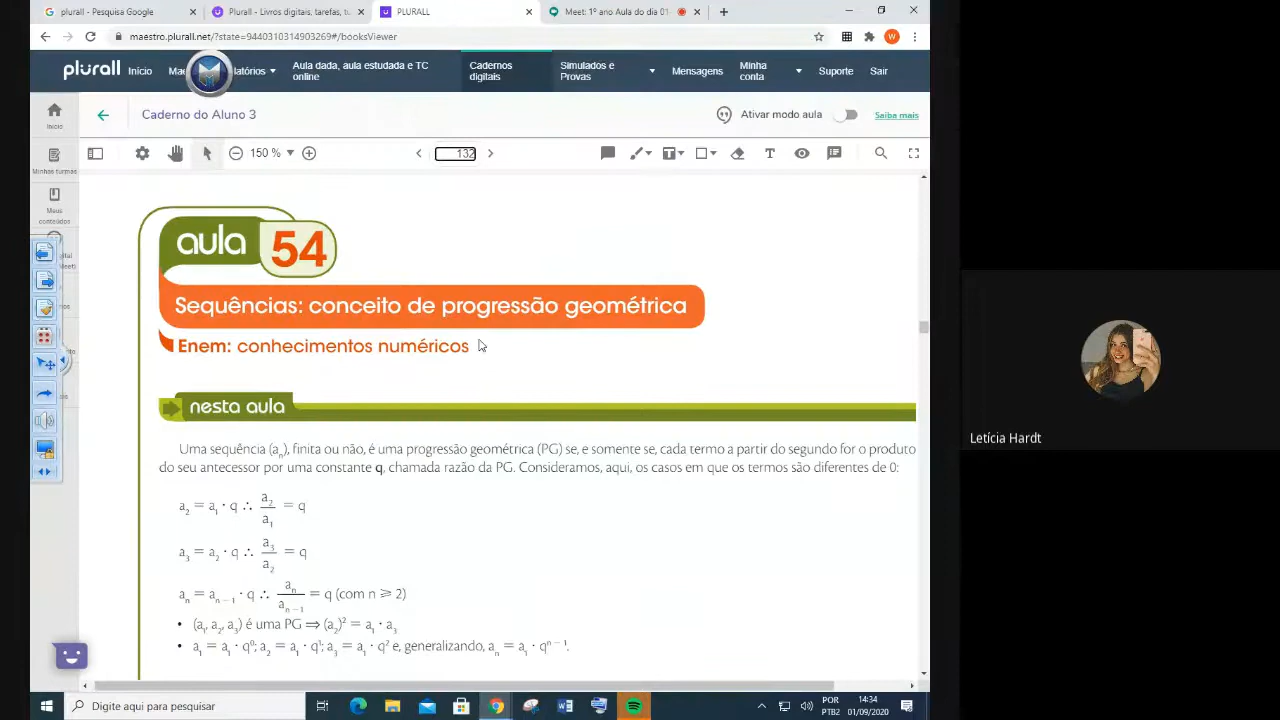 plurall - Pesquisa Google
Plurall - Livros digitais, tarefas, tu
PLURALL
Meet: 1º ano Aula do dia 01-
maestro.plurall.net/?state=9440310314903269#/booksViewer
W
plurall
Início
Mae
latórios
Aula dada, aula estudada e TC
online
Cadernos
digitais
Simulados e
Provas
Mensagens
Minha
conta
Suporte
Sair
Início
Caderno do Aluno 3
Ativar modo aula
Saiba mais
Minhas turmas
150 %
132
Meus
conteúdos
aula 54
Sequências: conceito de progressão geométrica
Enem: conhecimentos numéricos
nesta aula
Uma sequência (aₙ), finita ou não, é uma progressão geométrica (PG) se, e somente se, cada termo a partir do segundo for o produto
do seu antecessor por uma constante q, chamada razão da PG. Consideramos, aqui, os casos em que os termos são diferentes de 0:
a₂ = a₁ · q ∴ a₂/a₁ = q
a₃ = a₂ · q ∴ a₃/a₂ = q
aₙ = aₙ₋₁ · q ∴ aₙ/aₙ₋₁ = q (com n ⩾ 2)
• (a₁, a₂, a₃) é uma PG ⇒ (a₂)² = a₁ · a₃
• a₁ = a₁ · q⁰; a₂ = a₁ · q¹; a₃ = a₁ · q² e, generalizando, aₙ = a₁ · qⁿ⁻¹.
Letícia Hardt
Digite aqui para pesquisar
POR
PTB2
14:34
01/09/2020